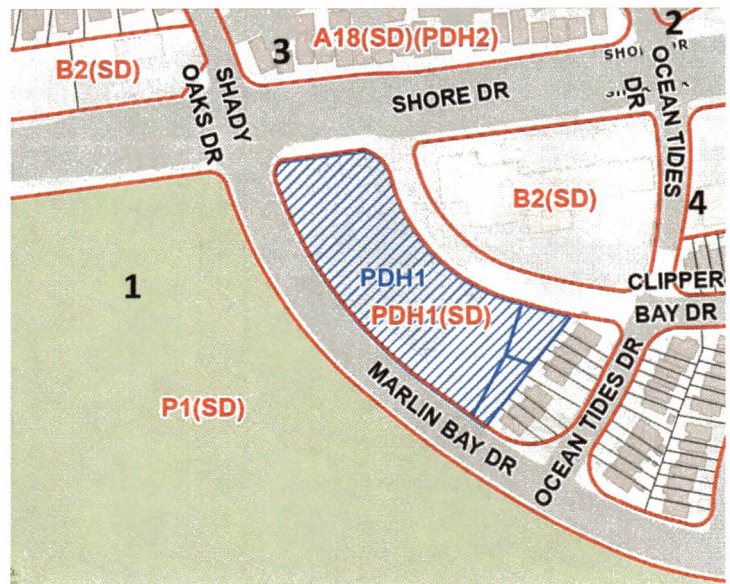 2
3
A18(SD)(PDH2)
B2(SD)
SHADY
OAKS DR
SHORE DR
OCEAN TIDES
DR
B2(SD)
4
1
PDH1
PDH1(SD)
CLIPPER
BAY DR
P1(SD)
MARLIN BAY DR
OCEAN TIDES DR